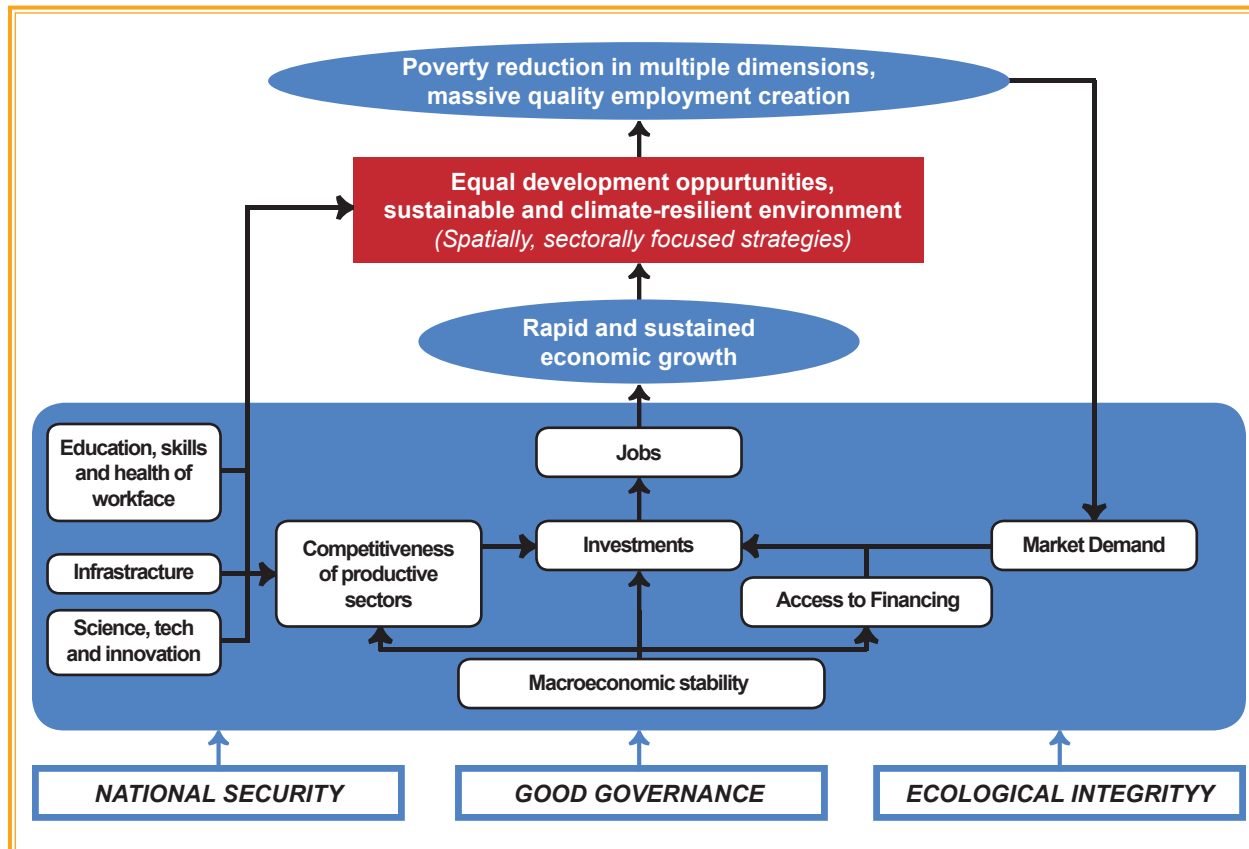 Poverty reduction in multiple dimensions,
massive quality employment creation
Equal development oppurtunities,
sustainable and climate-resilient environment
(Spatially, sectorally focused strategies)
Rapid and sustained
economic growth
Education, skills
and health of
workface
Jobs
Infrastracture
Competitiveness
of productive
sectors
Investments
Market Demand
Access to Financing
Science, tech
and innovation
Macroeconomic stability
NATIONAL SECURITY
GOOD GOVERNANCE
ECOLOGICAL INTEGRITYY